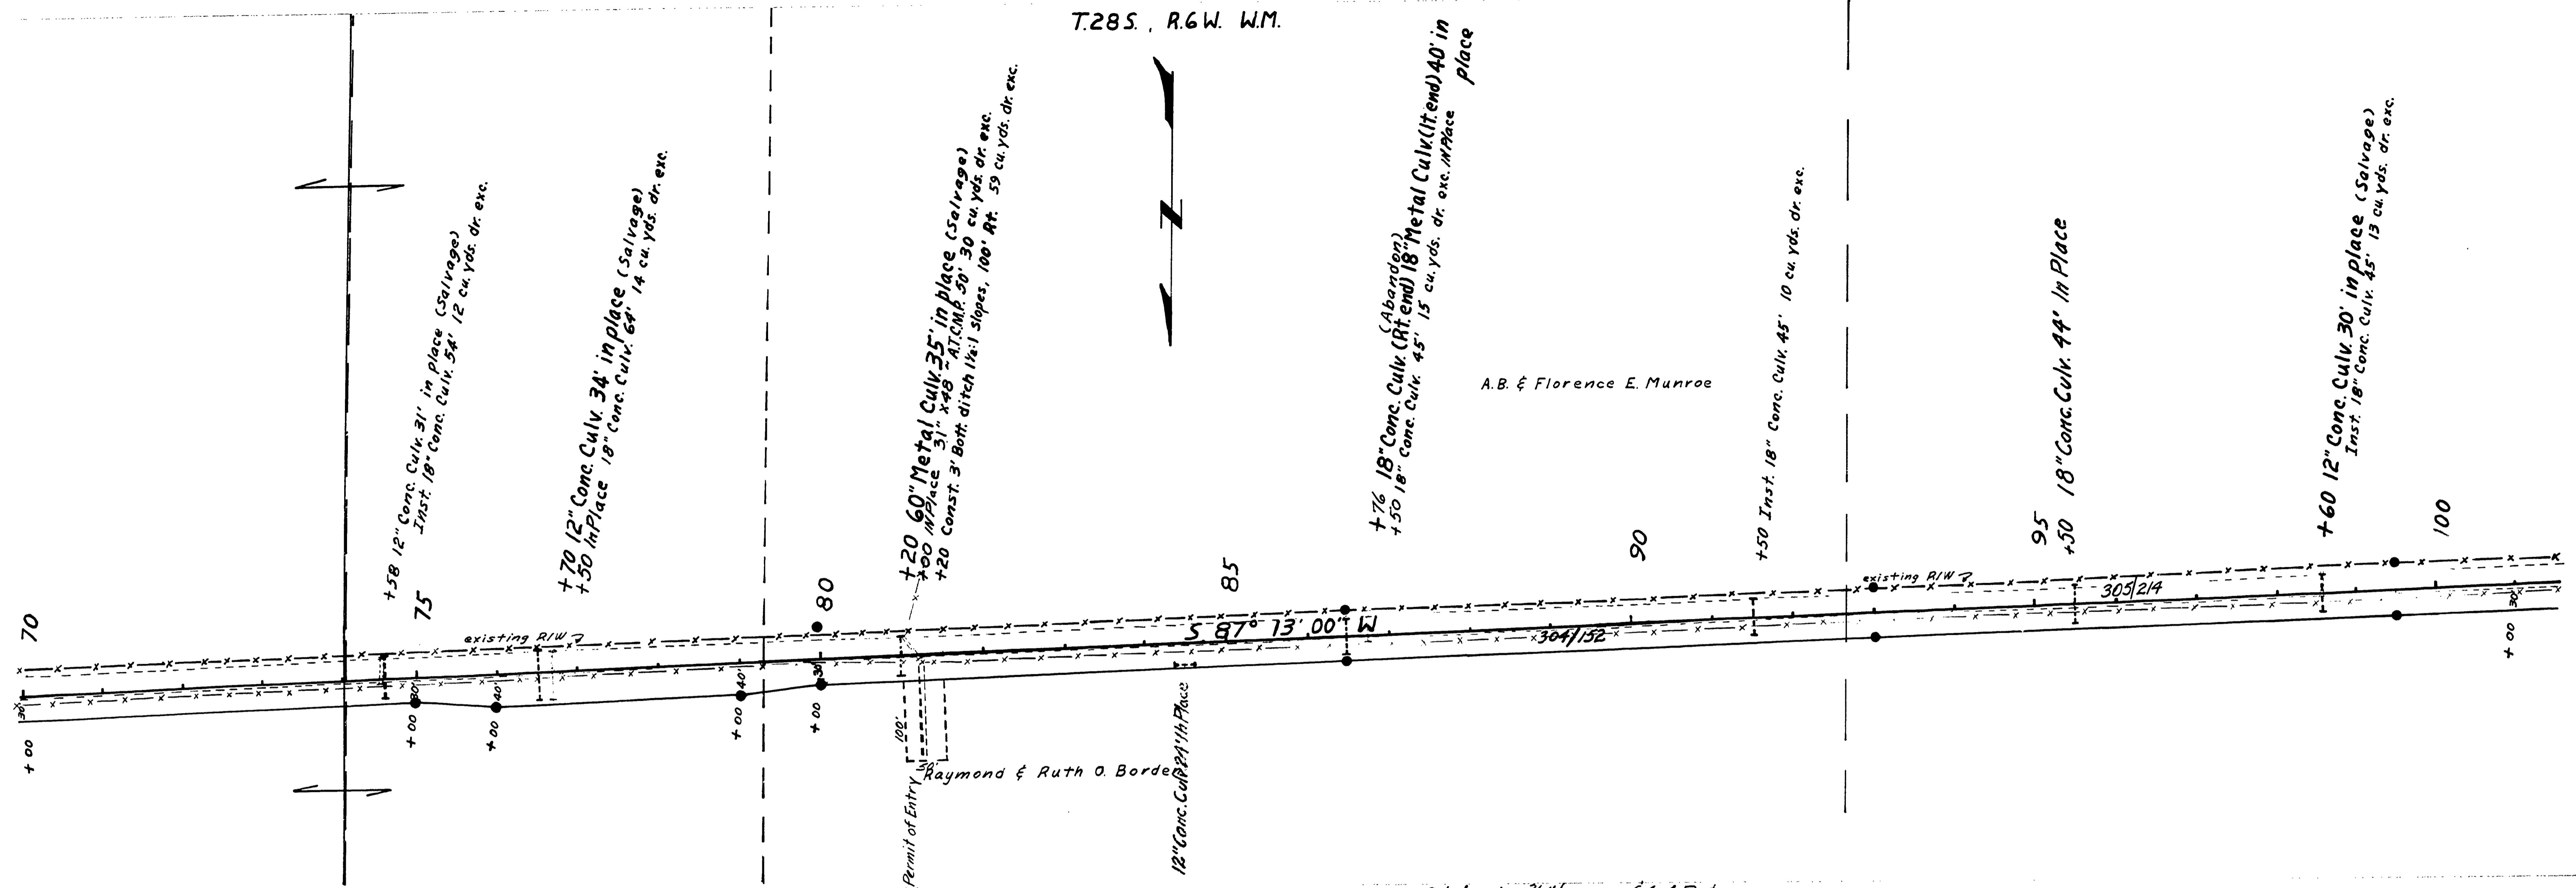 T.28S., R.6W. W.M.
+58 12" Conc. Culv. 31' in place (Salvage)
Inst. 18" Conc. Culv. 54' 12 cu. yds. dr. exc.
+70 12" Conc. Culv. 34' in place (Salvage)
+50 In Place 18" Conc. Culv. 64' 14 cu. yds. dr. exc.
+20 60" Metal Culv. 35' in place (Salvage)
+00 IN Place 31" x 48 ~ A.T.C.M.P. 50' 30 cu. yds. dr. exc.
+20 Const. 3' Bott. ditch 1½:1 Slopes, 100' Rt. 59 cu. yds. dr. exc.
(Abandon)
+76 18" Conc. Culv. (Rt. end) 18" Metal Culv. (lt. end) 40' in
place
+50 18" Conc. Culv. 45' 15 cu. yds. dr. exc. IN Place
A.B. & Florence E. Munroe
+50 Inst. 18" Conc. Culv. 45' 10 cu. yds. dr. exc.
+50 18" Conc. Culv. 44' In Place
+60 12" Conc. Culv. 30' in place (Salvage)
Inst. 18" Conc. Culv. 45' 13 cu. yds. dr. exc.
70
75
80
85
90
95
100
N
existing R/W
existing R/W
S 87° 13' 00" W
304/152
305/214
30'
+00
30'
+00
40'
+00
40'
+00
30'
+00
30'
+00
100'
50'
Permit of Entry
Raymond & Ruth O. Borden
12" Conc. Culv. 24' In Place